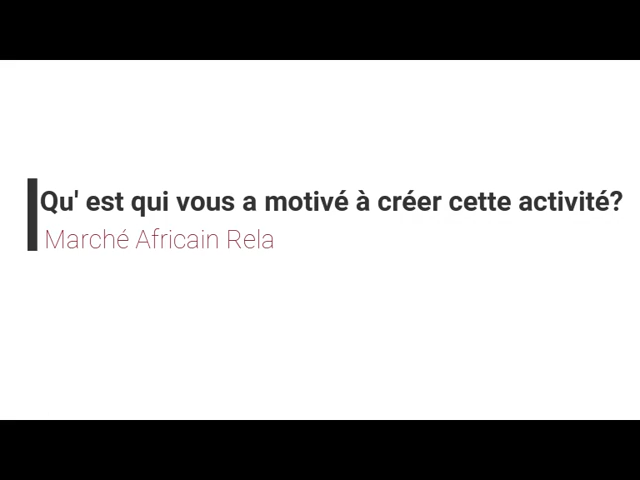 Qu' est qui vous a motivé à créer cette activité?
Marché Africain Rela